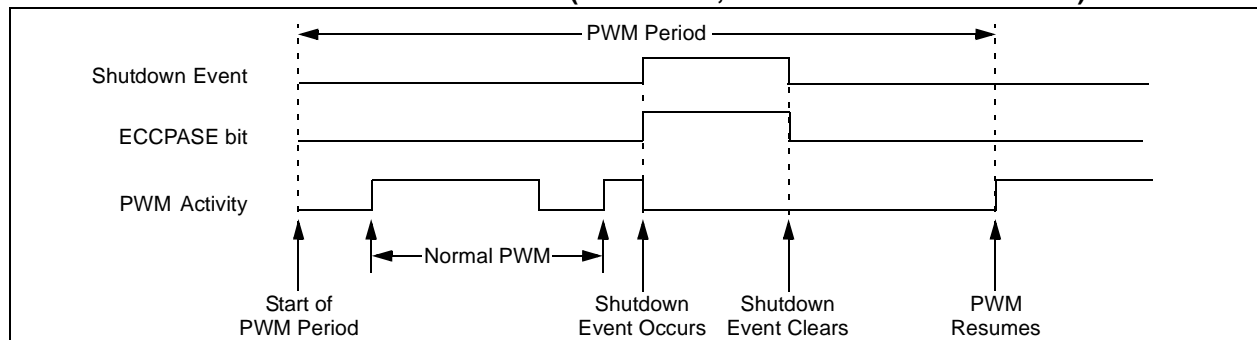 PWM Period
Shutdown Event
ECCPASE bit
PWM Activity
Normal PWM
Start of
PWM Period
Shutdown
Event Occurs
Shutdown
Event Clears
PWM
Resumes